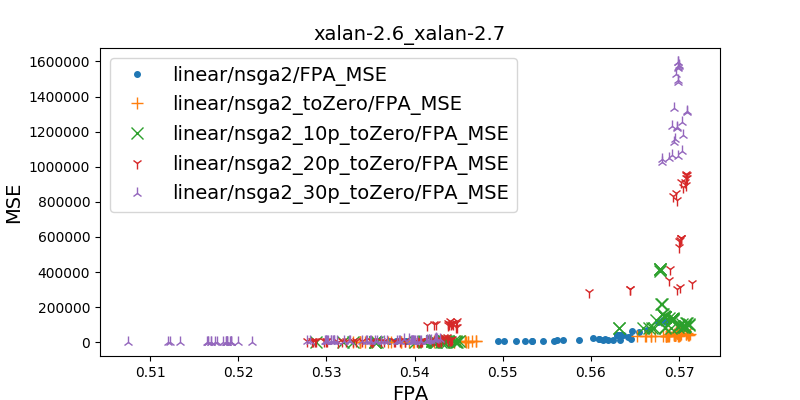 xalan-2.6_xalan-2.7
MSE
1600000
1400000
1200000
1000000
800000
600000
400000
200000
0
linear/nsga2/FPA_MSE
linear/nsga2_toZero/FPA_MSE
linear/nsga2_10p_toZero/FPA_MSE
linear/nsga2_20p_toZero/FPA_MSE
linear/nsga2_30p_toZero/FPA_MSE
0.51 0.52 0.53 0.54 0.55 0.56 0.57
FPA